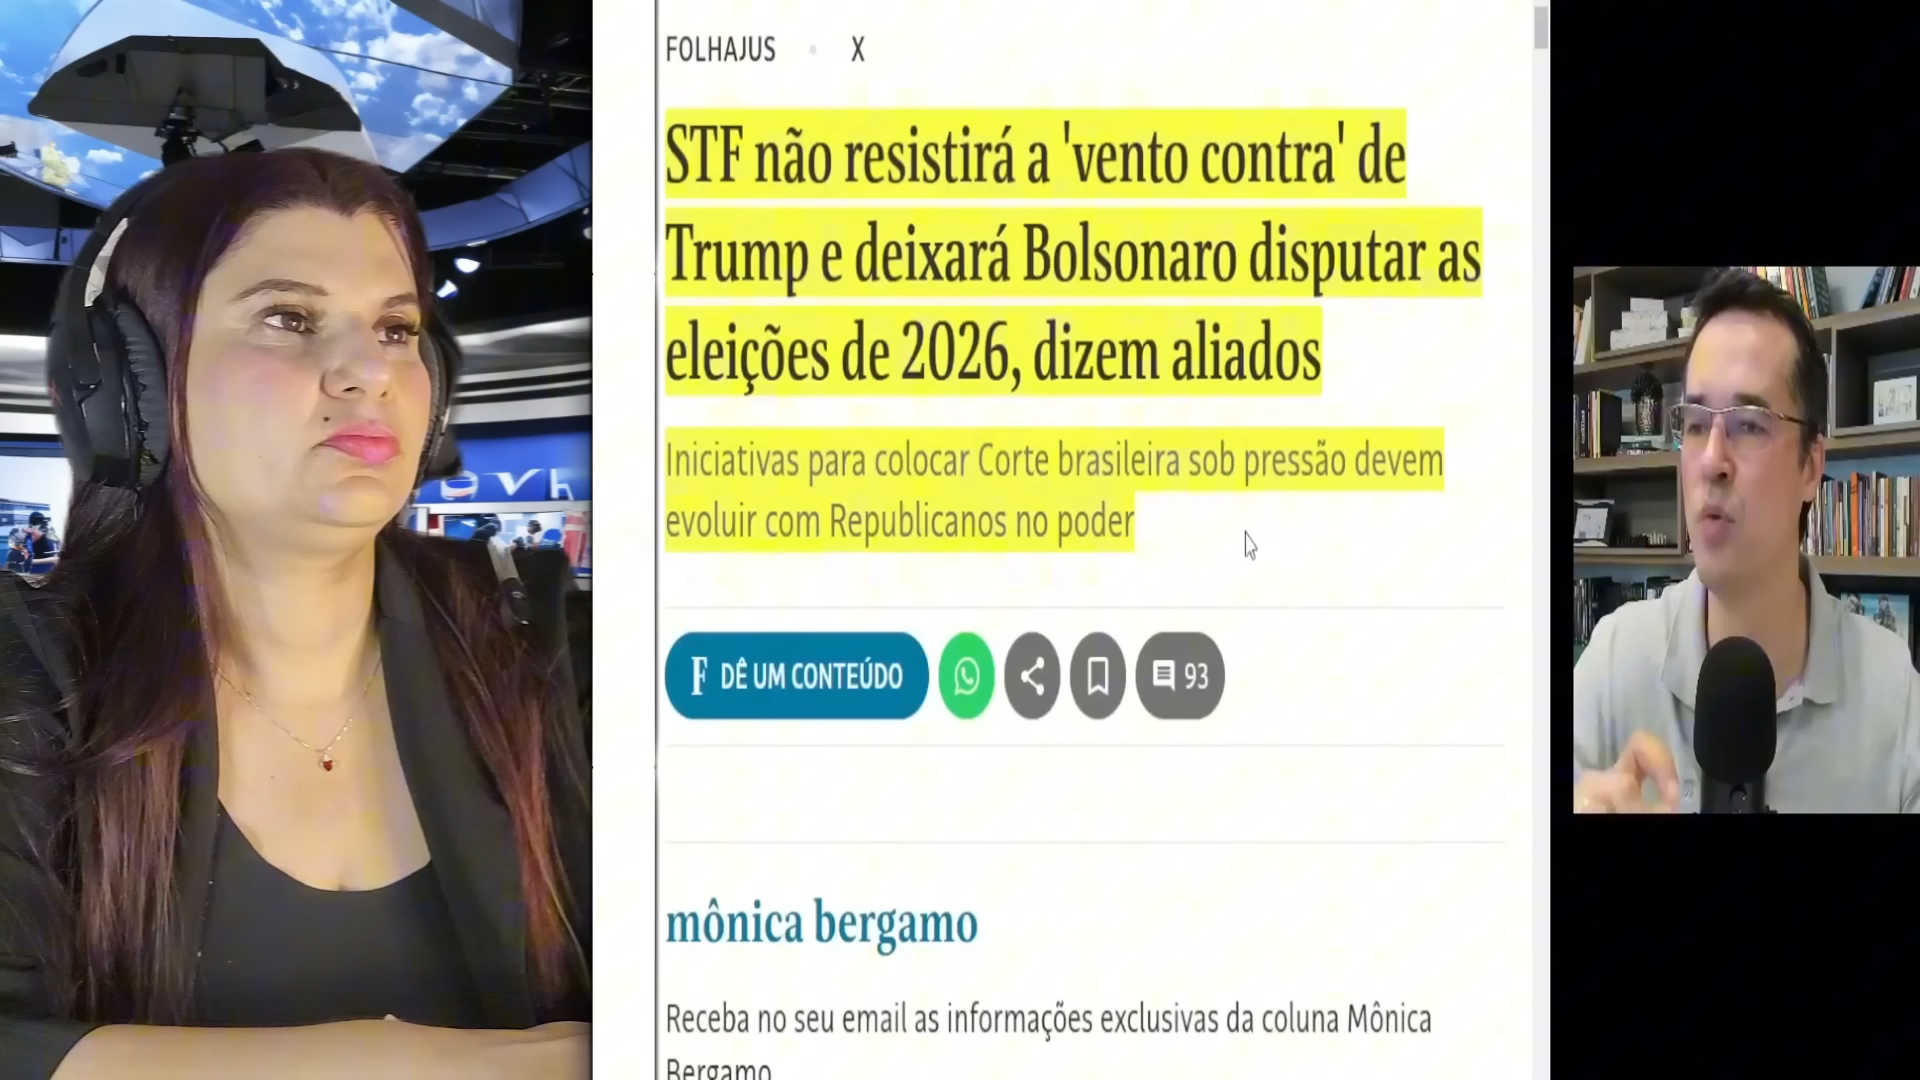 FOLHAJUS • X
STF não resistirá a 'vento contra' de
Trump e deixará Bolsonaro disputar as
eleições de 2026, dizem aliados
Iniciativas para colocar Corte brasileira sob pressão devem
evoluir com Republicanos no poder
F DÊ UM CONTEÚDO 93
mônica bergamo
Receba no seu email as informações exclusivas da coluna Mônica
Bergamo